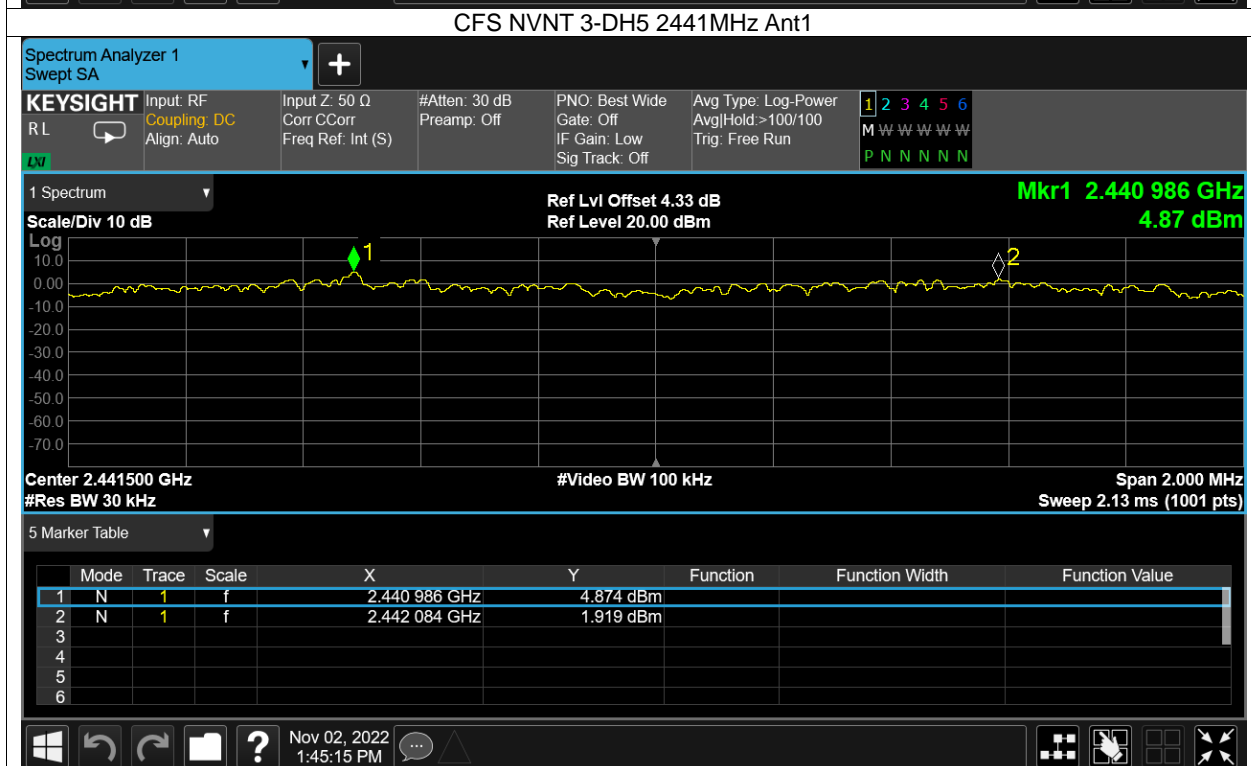 CFS NVNT 3-DH5 2441MHz Ant1
Spectrum Analyzer 1
Swept SA
+
KEYSIGHT
R L
LXI
Input: RF
Coupling: DC
Align: Auto
Input Z: 50 Ω
Corr CCorr
Freq Ref: Int (S)
#Atten: 30 dB
Preamp: Off
PNO: Best Wide
Gate: Off
IF Gain: Low
Sig Track: Off
Avg Type: Log-Power
Avg|Hold:>100/100
Trig: Free Run
1 2 3 4 5 6
M W W W W W
P N N N N N
1 Spectrum
Scale/Div 10 dB
Ref Lvl Offset 4.33 dB
Ref Level 20.00 dBm
Mkr1 2.440 986 GHz
4.87 dBm
Log
10.0
0.00
-10.0
-20.0
-30.0
-40.0
-50.0
-60.0
-70.0
1
2
Center 2.441500 GHz
#Video BW 100 kHz
Span 2.000 MHz
#Res BW 30 kHz
Sweep 2.13 ms (1001 pts)
5 Marker Table
Mode Trace Scale X Y Function Function Width Function Value
1 N 1 f 2.440 986 GHz 4.874 dBm
2 N 1 f 2.442 084 GHz 1.919 dBm
3
4
5
6
?
Nov 02, 2022
1:45:15 PM